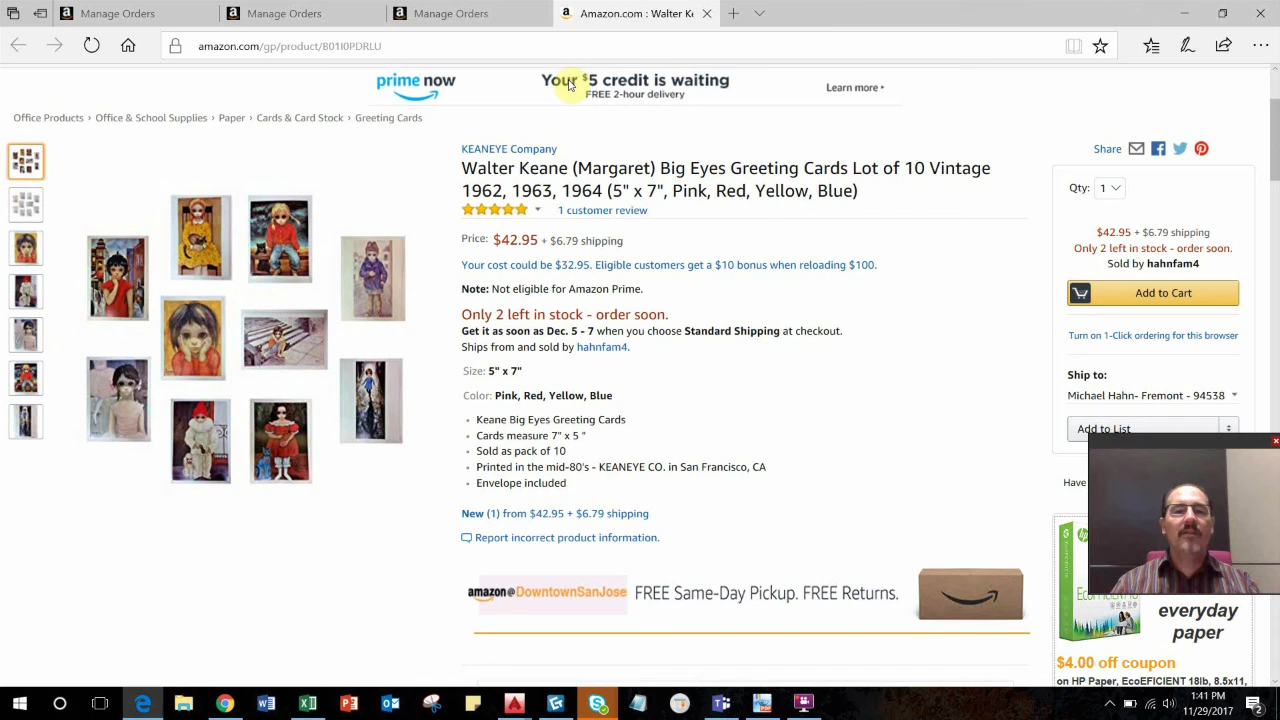 Manage Orders
Manage Orders
Manage Orders
Amazon.com : Walter Ke
amazon.com/gp/product/B01I0PDRLU
prime now
Your $5 credit is waiting
FREE 2-hour delivery
Learn more
Office Products › Office & School Supplies › Paper › Cards & Card Stock › Greeting Cards
KEANEYE Company
Walter Keane (Margaret) Big Eyes Greeting Cards Lot of 10 Vintage
1962, 1963, 1964 (5" x 7", Pink, Red, Yellow, Blue)
1 customer review
Price: $42.95 + $6.79 shipping
Your cost could be $32.95. Eligible customers get a $10 bonus when reloading $100.
Note: Not eligible for Amazon Prime.
Only 2 left in stock - order soon.
Get it as soon as Dec. 5 - 7 when you choose Standard Shipping at checkout.
Ships from and sold by hahnfam4.
Size: 5" x 7"
Color: Pink, Red, Yellow, Blue
Keane Big Eyes Greeting Cards
Cards measure 7" x 5 "
Sold as pack of 10
Printed in the mid-80's - KEANEYE CO. in San Francisco, CA
Envelope included
New (1) from $42.95 + $6.79 shipping
Report incorrect product information.
amazon@DowntownSanJose
FREE Same-Day Pickup. FREE Returns.
Share
Qty: 1
$42.95 + $6.79 shipping
Only 2 left in stock - order soon.
Sold by hahnfam4
Add to Cart
Turn on 1-Click ordering for this browser
Ship to:
Michael Hahn- Fremont - 94538
Add to List
Have
everyday
paper
$4.00 off coupon
on HP Paper, EcoEFFICIENT 18lb, 8.5x11,
1:41 PM
11/29/2017
2